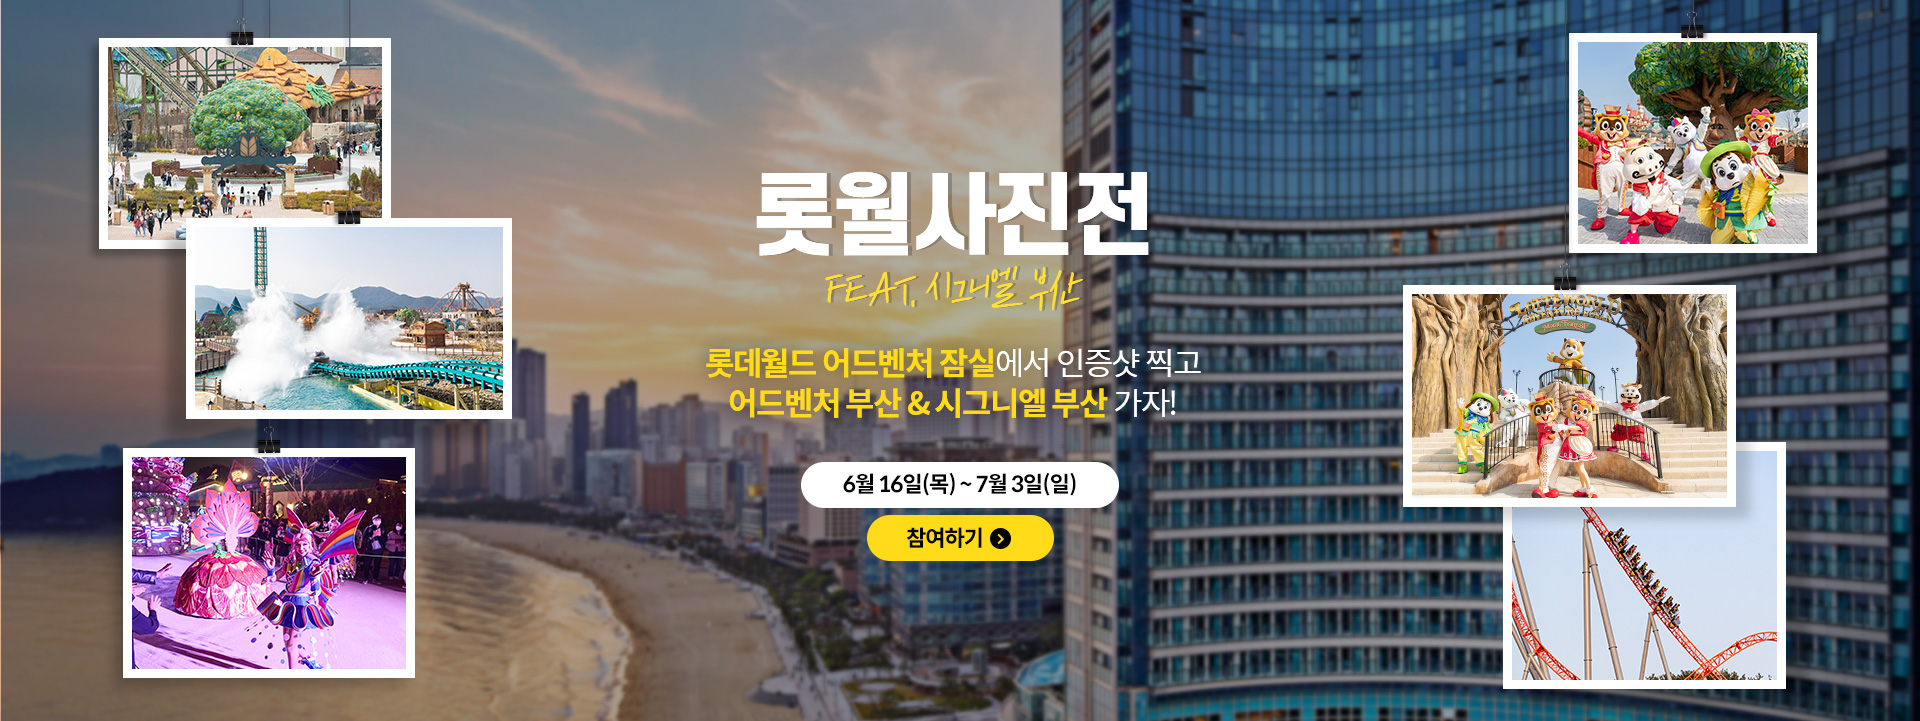 롯월사진전
FEAT. 시그니엘 부산
롯데월드 어드벤처 잠실에서 인증샷 찍고
어드벤처 부산 & 시그니엘 부산 가자!
6월 16일(목) ~ 7월 3일(일)
참여하기